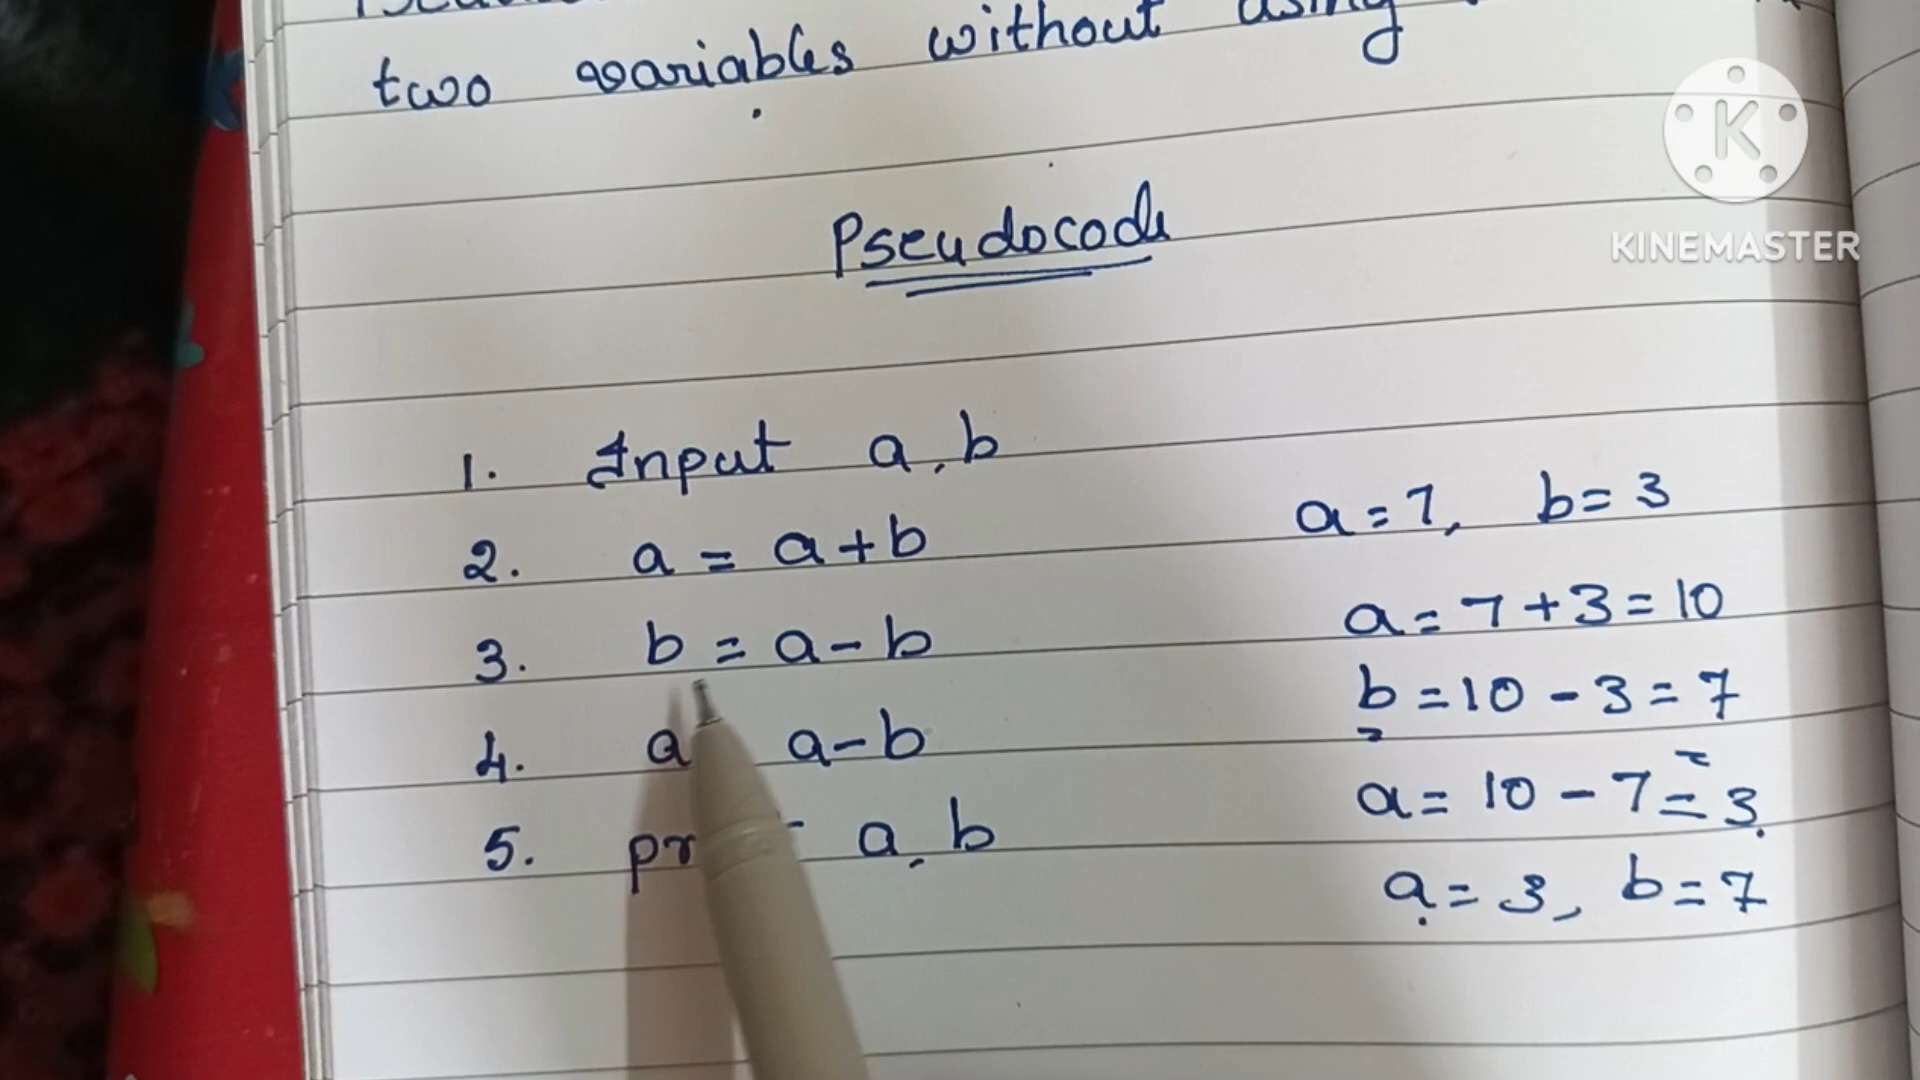 two variables without using
Pseudocode
KINEMASTER
1. Input a, b
2. a = a+b
3. b = a-b
4. a a-b
5. a, b
a=7, b=3
a=7+3=10
b=10-3=7
a=10-7=3
a=3, b=7